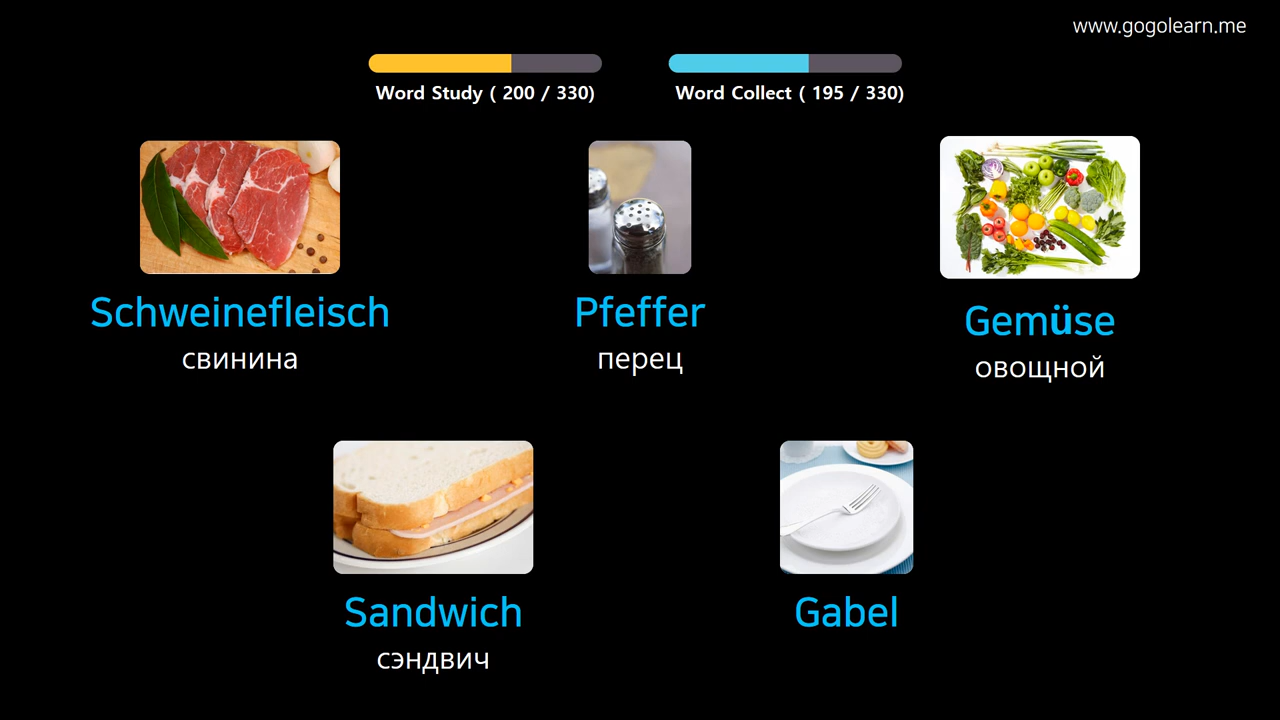 www.gogolearn.me
Word Study ( 200 / 330)
Word Collect ( 195 / 330)
Schweinefleisch
свинина
Pfeffer
перец
Gemüse
овощной
Sandwich
сэндвич
Gabel